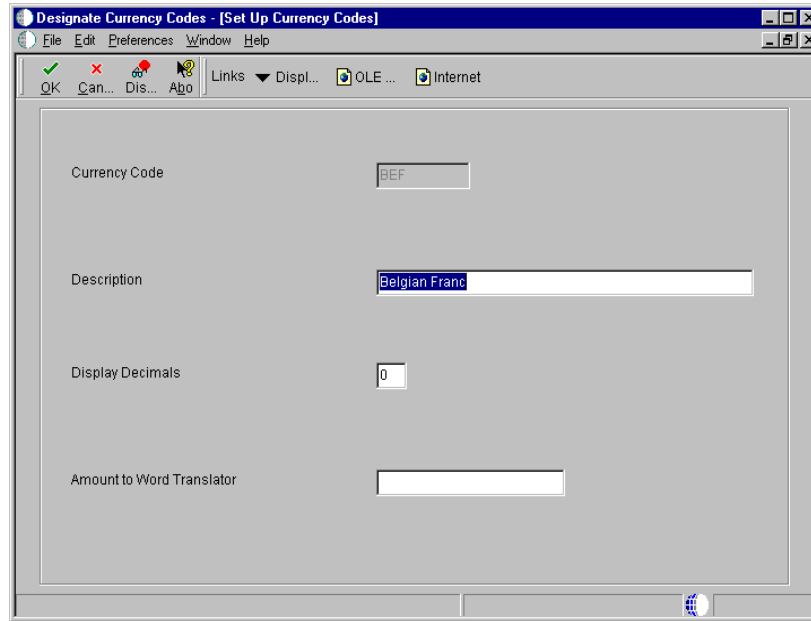 Designate Currency Codes - [Set Up Currency Codes]
File Edit Preferences Window Help
OK Can... Dis... Abo Links Displ... OLE ... Internet
Currency Code BEF
Description Belgian Franc
Display Decimals 0
Amount to Word Translator